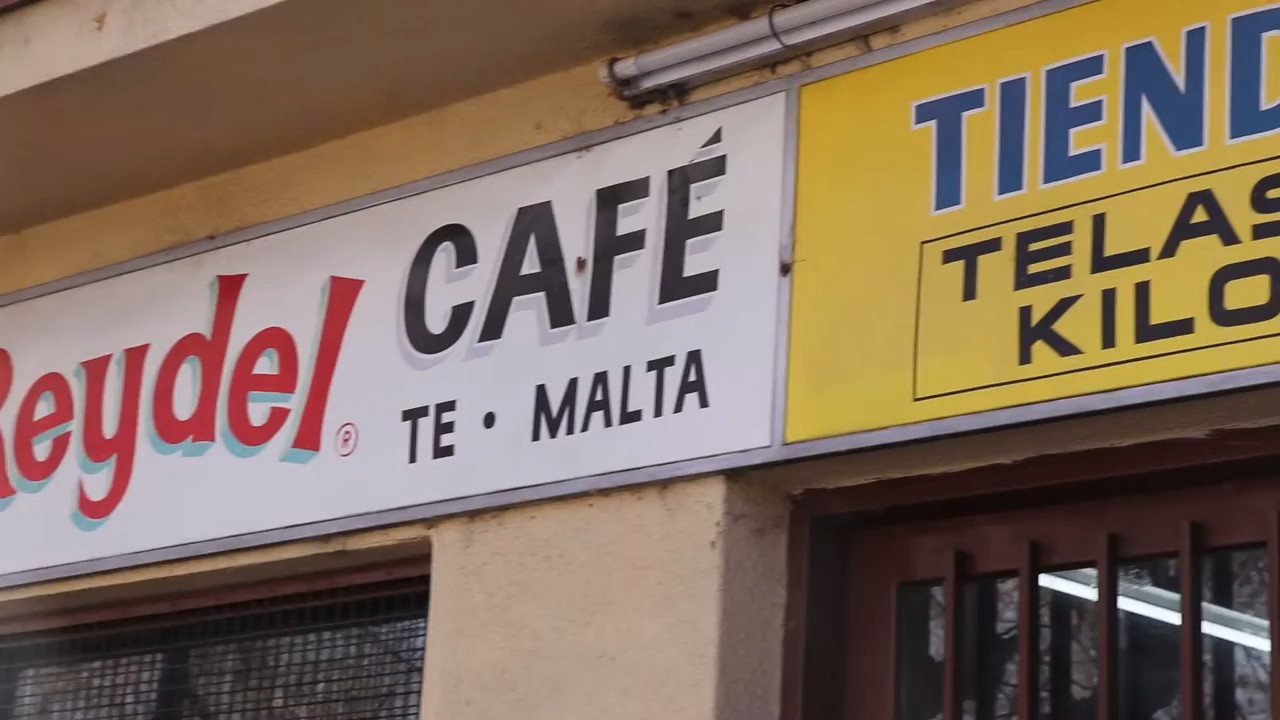 Reydel ®
CAFÉ
TE • MALTA
TIEND
TELAS
KILO